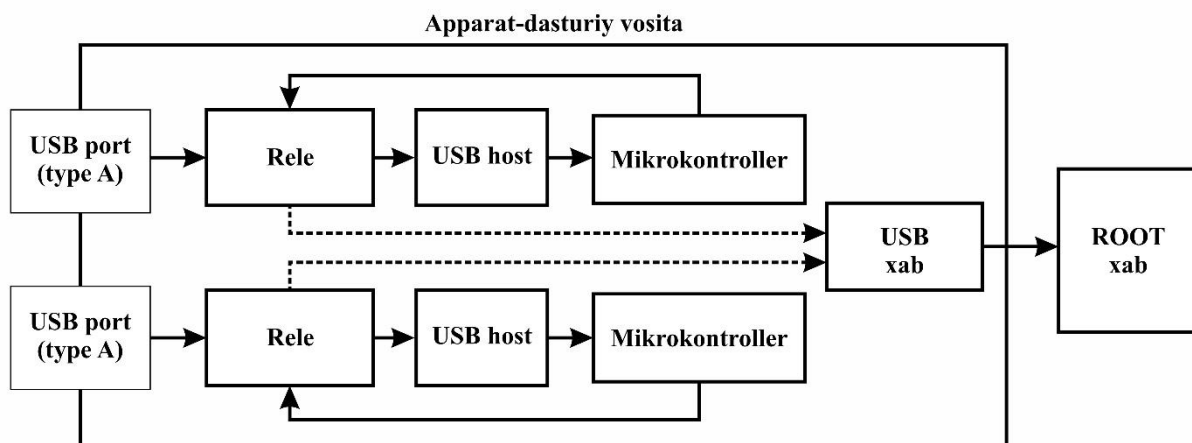 Apparat-dasturiy vosita
USB port
(type A)
Rele
USB host
Mikrokontroller
USB
xab
ROOT
xab
USB port
(type A)
Rele
USB host
Mikrokontroller